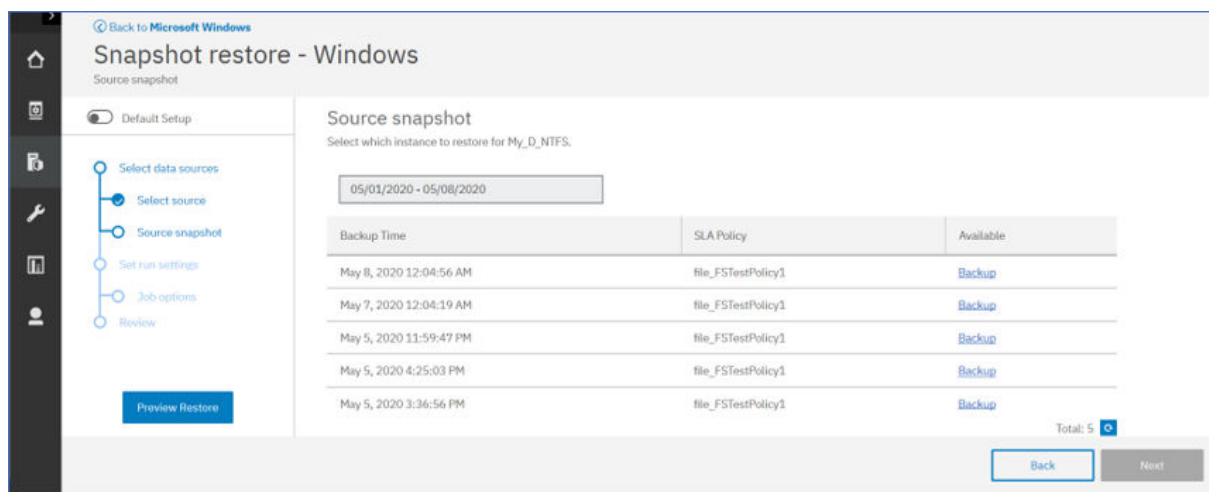 Back to Microsoft Windows
Snapshot restore - Windows
Source snapshot
Default Setup
Select data sources
Select source
Source snapshot
Set run settings
Job options
Review
Preview Restore
Source snapshot
Select which instance to restore for My_D_NTFS.
05/01/2020 - 05/08/2020
Backup Time SLA Policy Available
May 8, 2020 12:04:56 AM file_FSTestPolicy1 Backup
May 7, 2020 12:04:19 AM file_FSTestPolicy1 Backup
May 5, 2020 11:59:47 PM file_FSTestPolicy1 Backup
May 5, 2020 4:25:03 PM file_FSTestPolicy1 Backup
May 5, 2020 3:36:56 PM file_FSTestPolicy1 Backup
Total: 5
Back Next